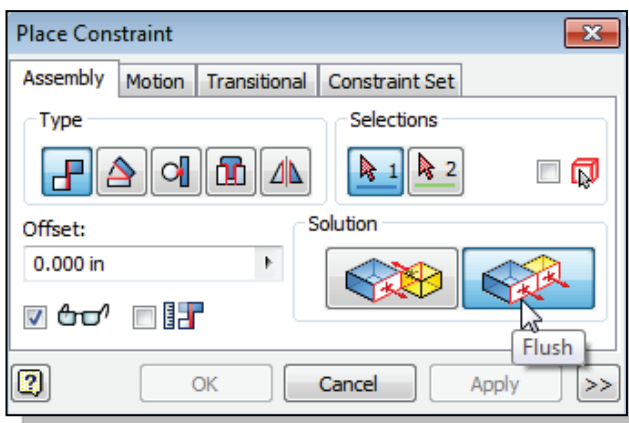 Place Constraint
Assembly Motion Transitional Constraint Set
Type Selections
1 2
Offset: Solution
0.000 in
Flush
? OK Cancel Apply >>